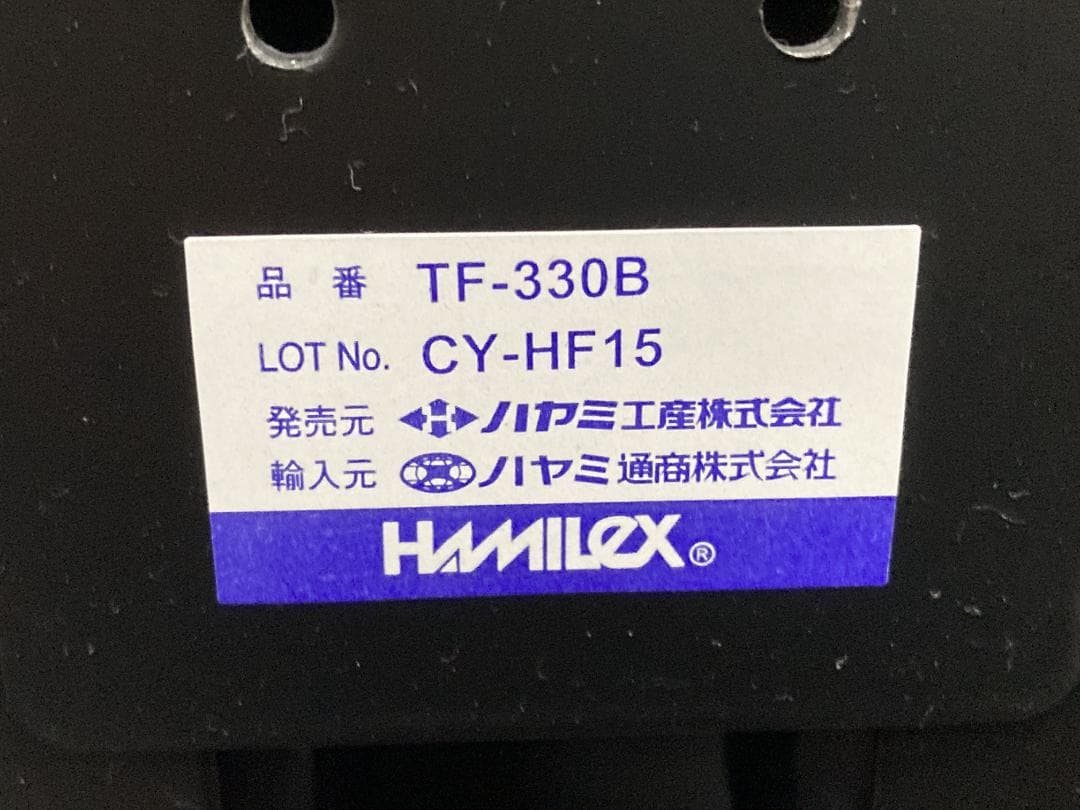 品番 TF-330B
LOT No. CY-HF15
発売元 ハヤミ工産株式会社
輸入元 ハヤミ通商株式会社
HAMILeX®